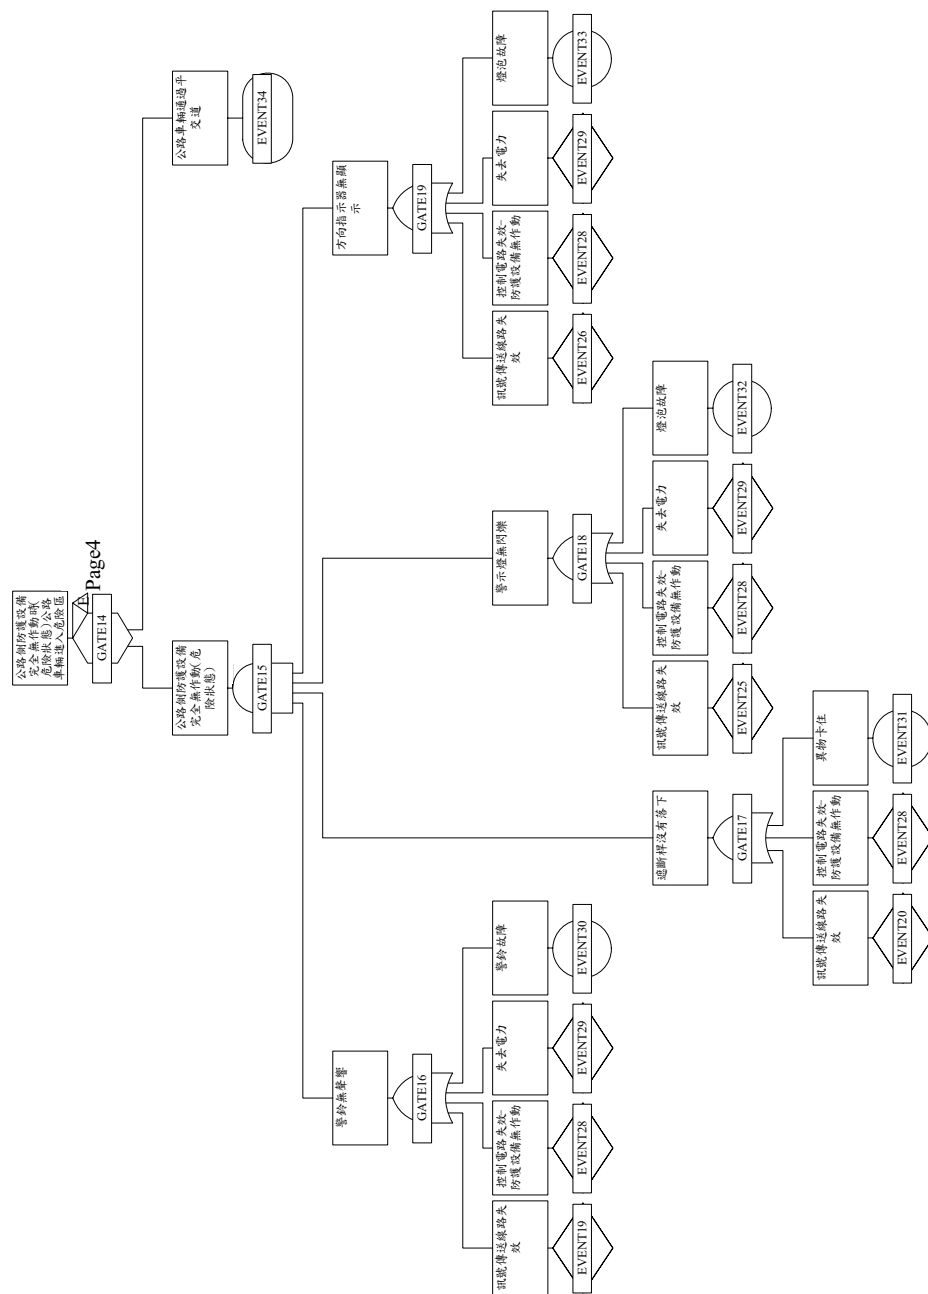 公路側防護設備
完全無作動時(
危險狀態)公路
車輛進入危險區
E
Page4
GATE14
公路側防護設備
完全無作動(危
險狀態)
GATE15
公路車輛通過平
交道
EVENT34
警鈴無聲響
GATE16
遮斷桿沒有落下
GATE17
警示燈無閃爍
GATE18
方向指示器無顯
示
GATE19
訊號傳送線路失
效
EVENT19
控制電路失效-
防護設備無作動
EVENT28
失去電力
EVENT29
警鈴故障
EVENT30
訊號傳送線路失
效
EVENT20
控制電路失效-
防護設備無作動
EVENT28
異物卡住
EVENT31
訊號傳送線路失
效
EVENT25
控制電路失效-
防護設備無作動
EVENT28
失去電力
EVENT29
燈泡故障
EVENT32
訊號傳送線路失
效
EVENT26
控制電路失效-
防護設備無作動
EVENT28
失去電力
EVENT29
燈泡故障
EVENT33